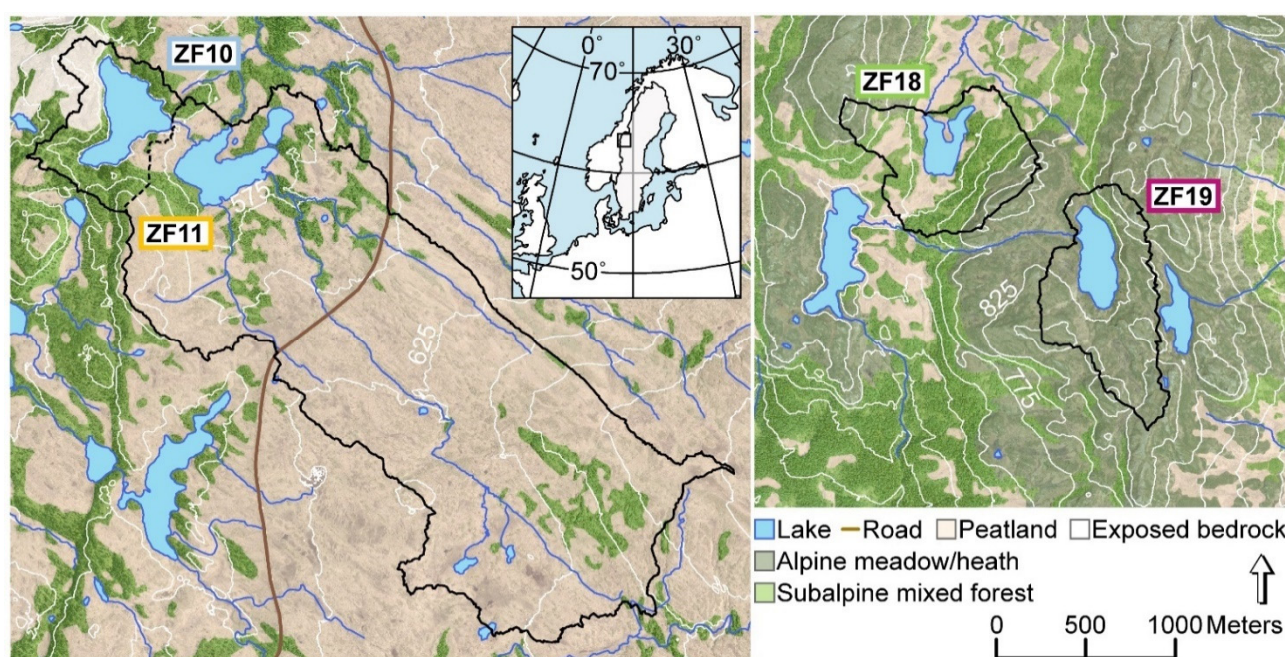 ZF10
ZF11
575
625
0°
30°
70°
50°
ZF18
ZF19
825
775
Lake
Road
Peatland
Exposed bedrock
Alpine meadow/heath
Subalpine mixed forest
0 500 1000 Meters